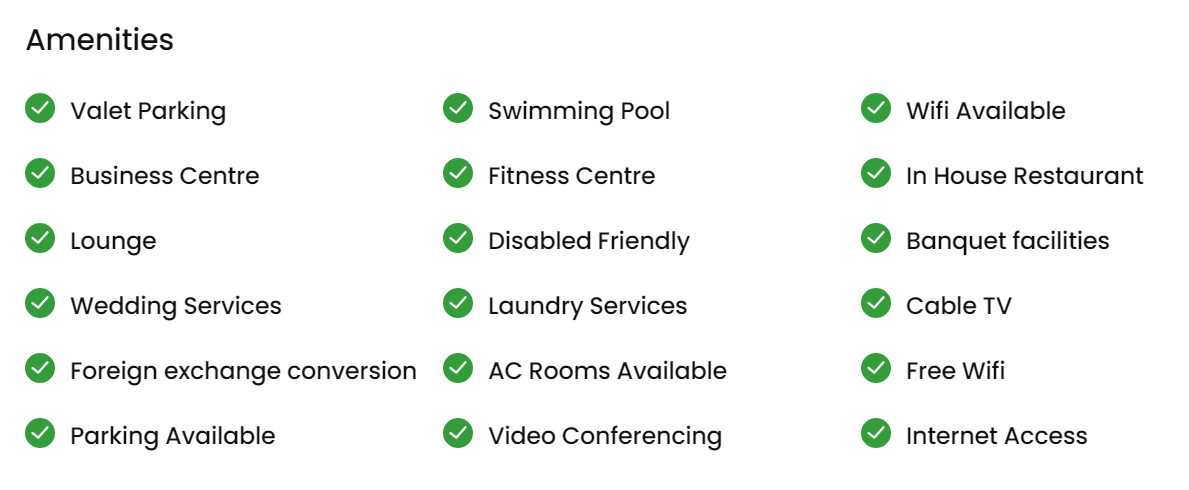 Amenities
Valet Parking
Swimming Pool
Wifi Available
Business Centre
Fitness Centre
In House Restaurant
Lounge
Disabled Friendly
Banquet facilities
Wedding Services
Laundry Services
Cable TV
Foreign exchange conversion
AC Rooms Available
Free Wifi
Parking Available
Video Conferencing
Internet Access